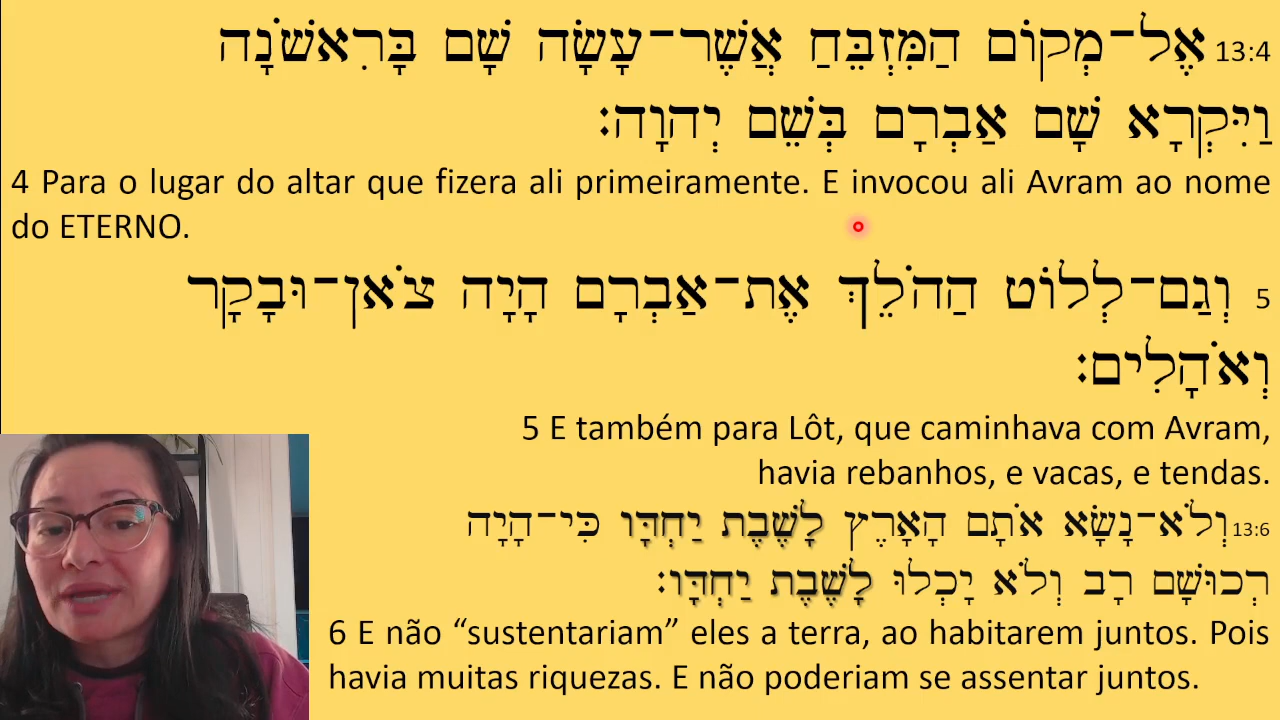 13:4 אֶל־מְקוֹם הַמִּזְבֵּחַ אֲשֶׁר־עָשָׂה שָׁם בָּרִאשֹׁנָה
וַיִּקְרָא שָׁם אַבְרָם בְּשֵׁם יְהוָה׃
4 Para o lugar do altar que fizera ali primeiramente. E invocou ali Avram ao nome
do ETERNO.
5 וְגַם־לְלוֹט הַהֹלֵךְ אֶת־אַבְרָם הָיָה צֹאן־וּבָקָר
וְאֹהָלִים׃
5 E também para Lôt, que caminhava com Avram,
havia rebanhos, e vacas, e tendas.
13:6 וְלֹא־נָשָׂא אֹתָם הָאָרֶץ לָשֶׁבֶת יַחְדָּו כִּי־הָיָה
רְכוּשָׁם רָב וְלֹא יָכְלוּ לָשֶׁבֶת יַחְדָּו׃
6 E não “sustentariam” eles a terra, ao habitarem juntos. Pois
havia muitas riquezas. E não poderiam se assentar juntos.